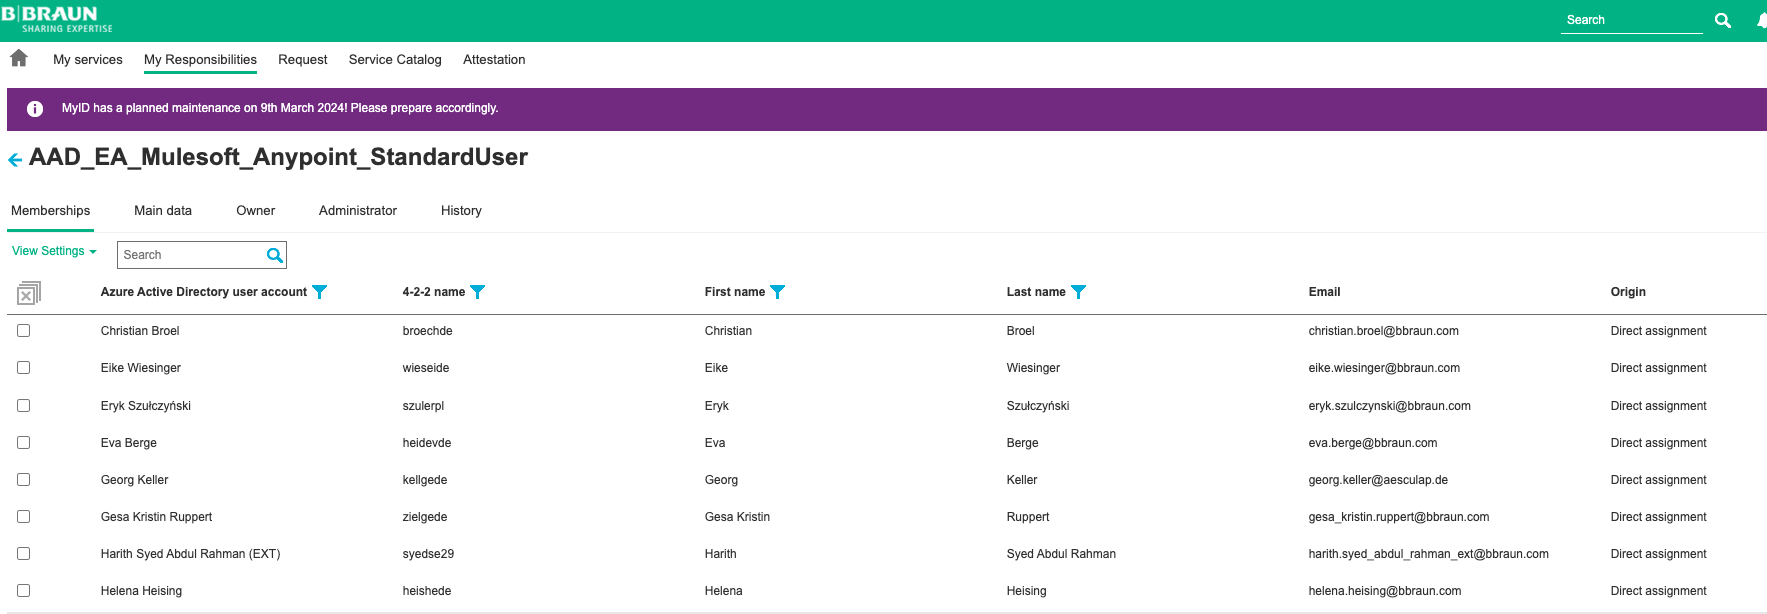 B|BRAUN
SHARING EXPERTISE
Search
My services My Responsibilities Request Service Catalog Attestation
MyID has a planned maintenance on 9th March 2024! Please prepare accordingly.
AAD_EA_Mulesoft_Anypoint_StandardUser
Memberships Main data Owner Administrator History
View Settings Search
Azure Active Directory user account 4-2-2 name First name Last name Email Origin
Christian Broel broechde Christian Broel christian.broel@bbraun.com Direct assignment
Eike Wiesinger wieseide Eike Wiesinger eike.wiesinger@bbraun.com Direct assignment
Eryk Szułczyński szulerpl Eryk Szułczyński eryk.szulczynski@bbraun.com Direct assignment
Eva Berge heidevde Eva Berge eva.berge@bbraun.com Direct assignment
Georg Keller kellgede Georg Keller georg.keller@aesculap.de Direct assignment
Gesa Kristin Ruppert zielgede Gesa Kristin Ruppert gesa_kristin.ruppert@bbraun.com Direct assignment
Harith Syed Abdul Rahman (EXT) syedse29 Harith Syed Abdul Rahman harith.syed_abdul_rahman_ext@bbraun.com Direct assignment
Helena Heising heishede Helena Heising helena.heising@bbraun.com Direct assignment